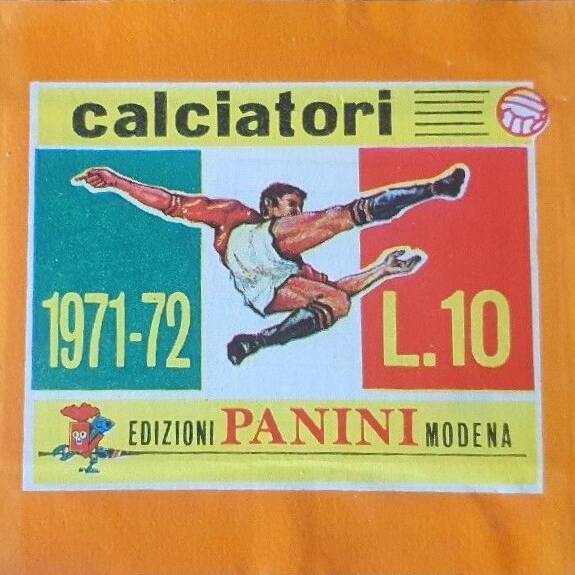 calciatori
1971-72 L.10
EDIZIONI PANINI MODENA